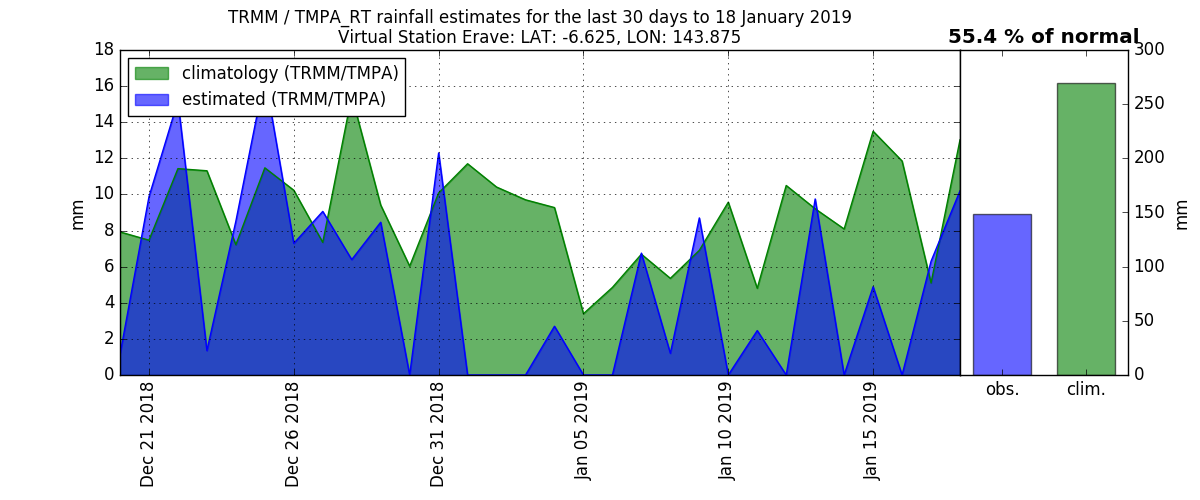 TRMM / TMPA_RT rainfall estimates for the last 30 days to 18 January 2019
Virtual Station Erave: LAT: -6.625, LON: 143.875
55.4 % of normal
climatology (TRMM/TMPA)
estimated (TRMM/TMPA)
mm
18
16
14
12
10
8
6
4
2
0
Dec 21 2018
Dec 26 2018
Dec 31 2018
Jan 05 2019
Jan 10 2019
Jan 15 2019
obs.
clim.
300
250
200
150
100
50
0
mm